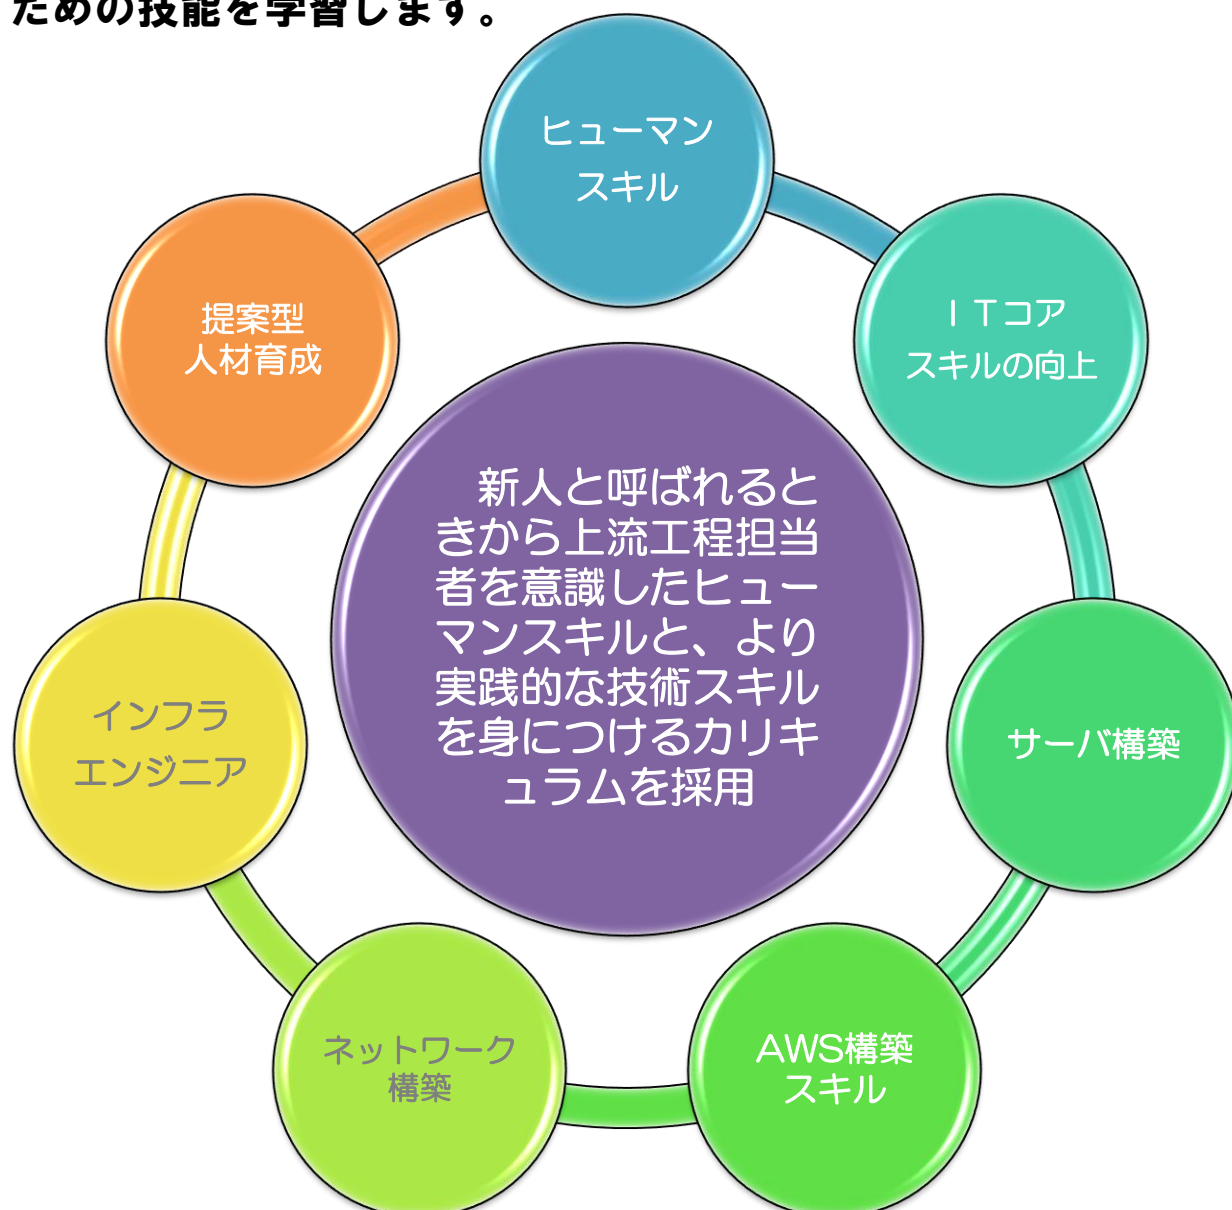 ための技能を学習します。
ヒューマン
スキル
ＩＴコア
スキルの向上
サーバ構築
AWS構築
スキル
ネットワーク
構築
インフラ
エンジニア
提案型
人材育成
新人と呼ばれると
きから上流工程担当
者を意識したヒュー
マンスキルと、より
実践的な技術スキル
を身につけるカリキ
ュラムを採用